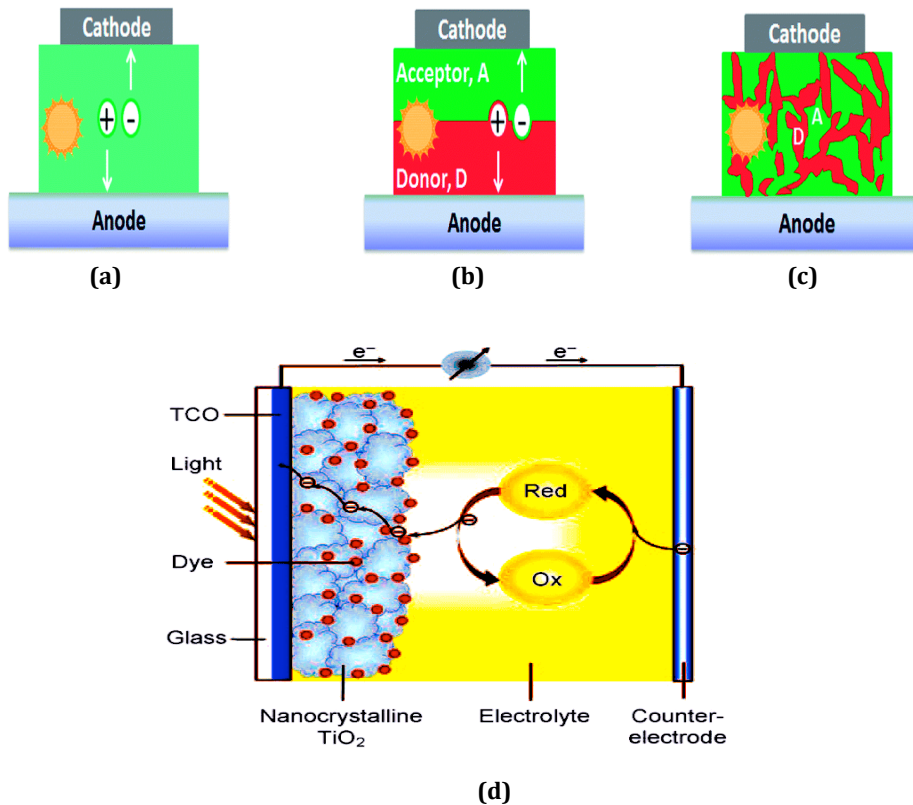 Cathode
+ -
Anode
(a)
Cathode
Acceptor, A
+ -
Donor, D
Anode
(b)
Cathode
A
D
Anode
(c)
e⁻
e⁻
TCO
Light
Dye
Glass
Red
Ox
Nanocrystalline
TiO₂
Electrolyte
Counter-
electrode
(d)